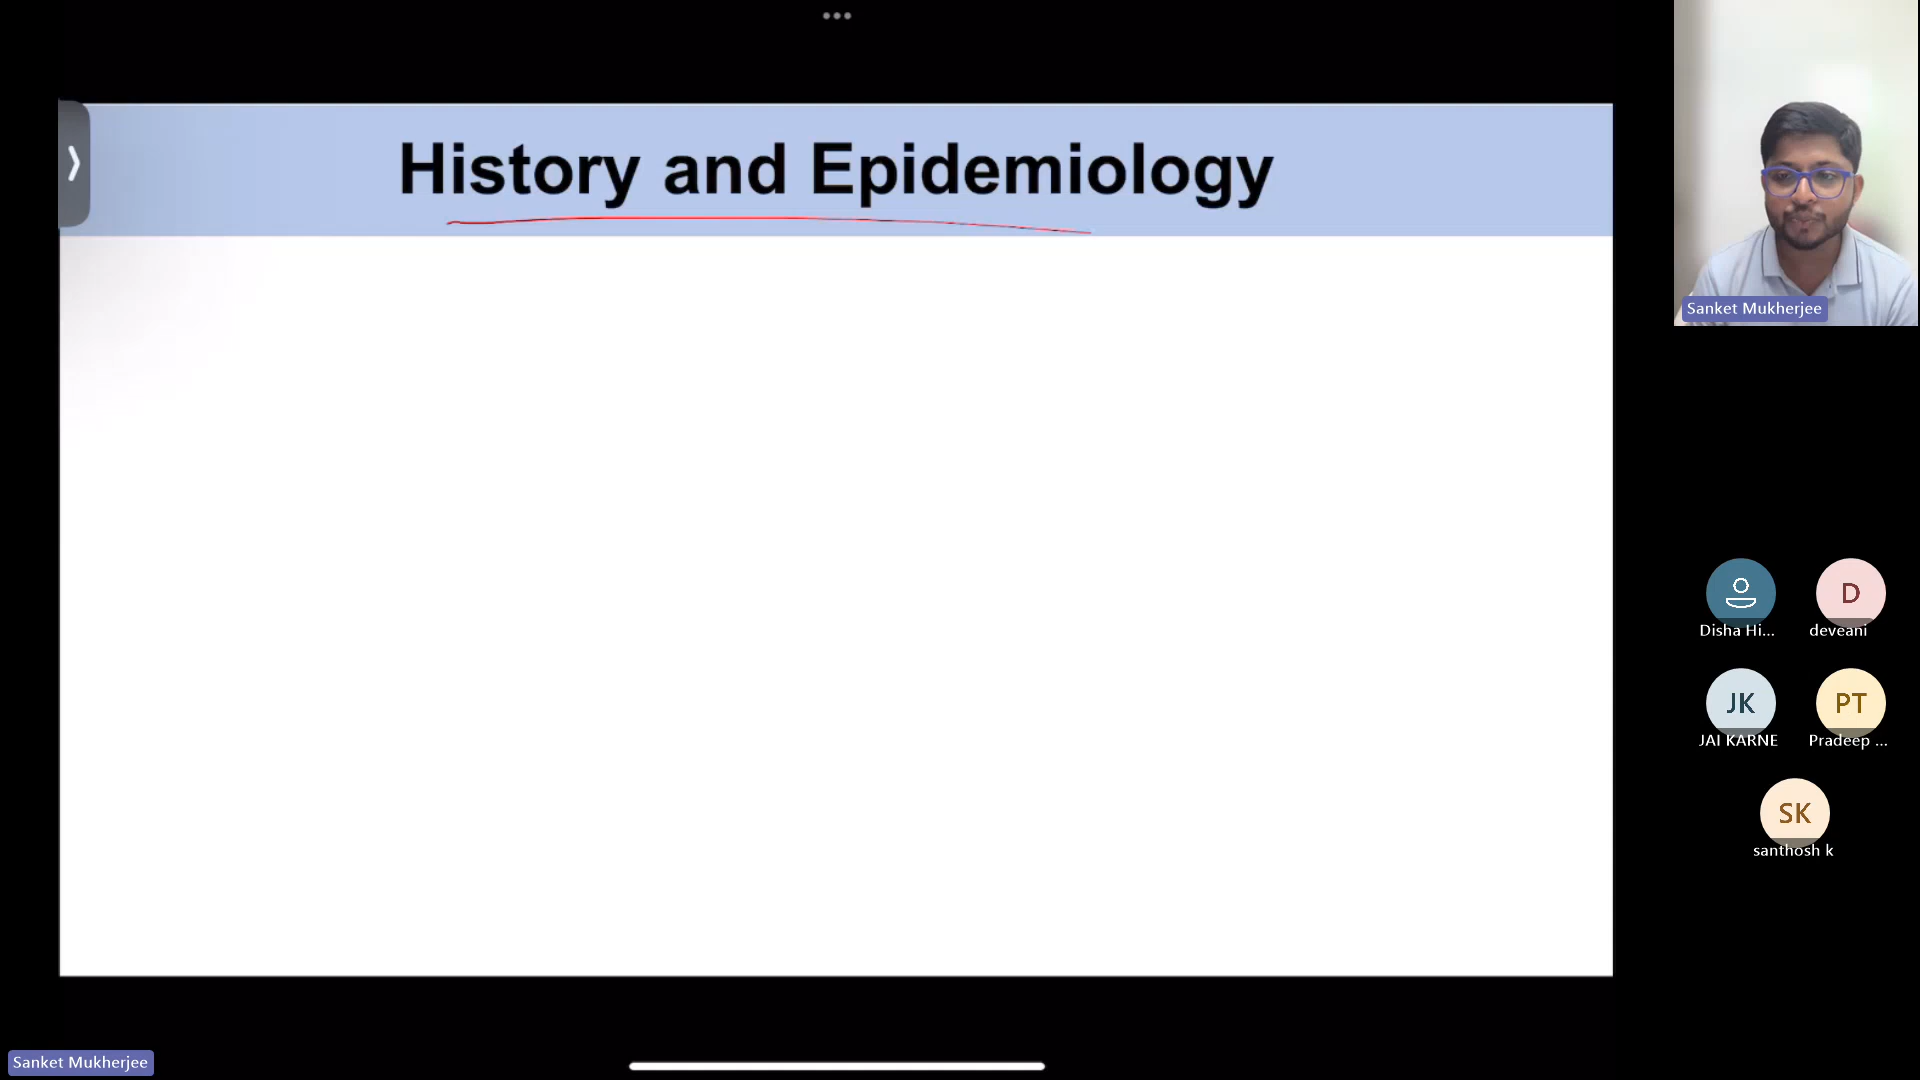 History and Epidemiology
Sanket Mukherjee
Disha Hi...
D
deveani
JK
JAI KARNE
PT
Pradeep ...
SK
santhosh k
Sanket Mukherjee